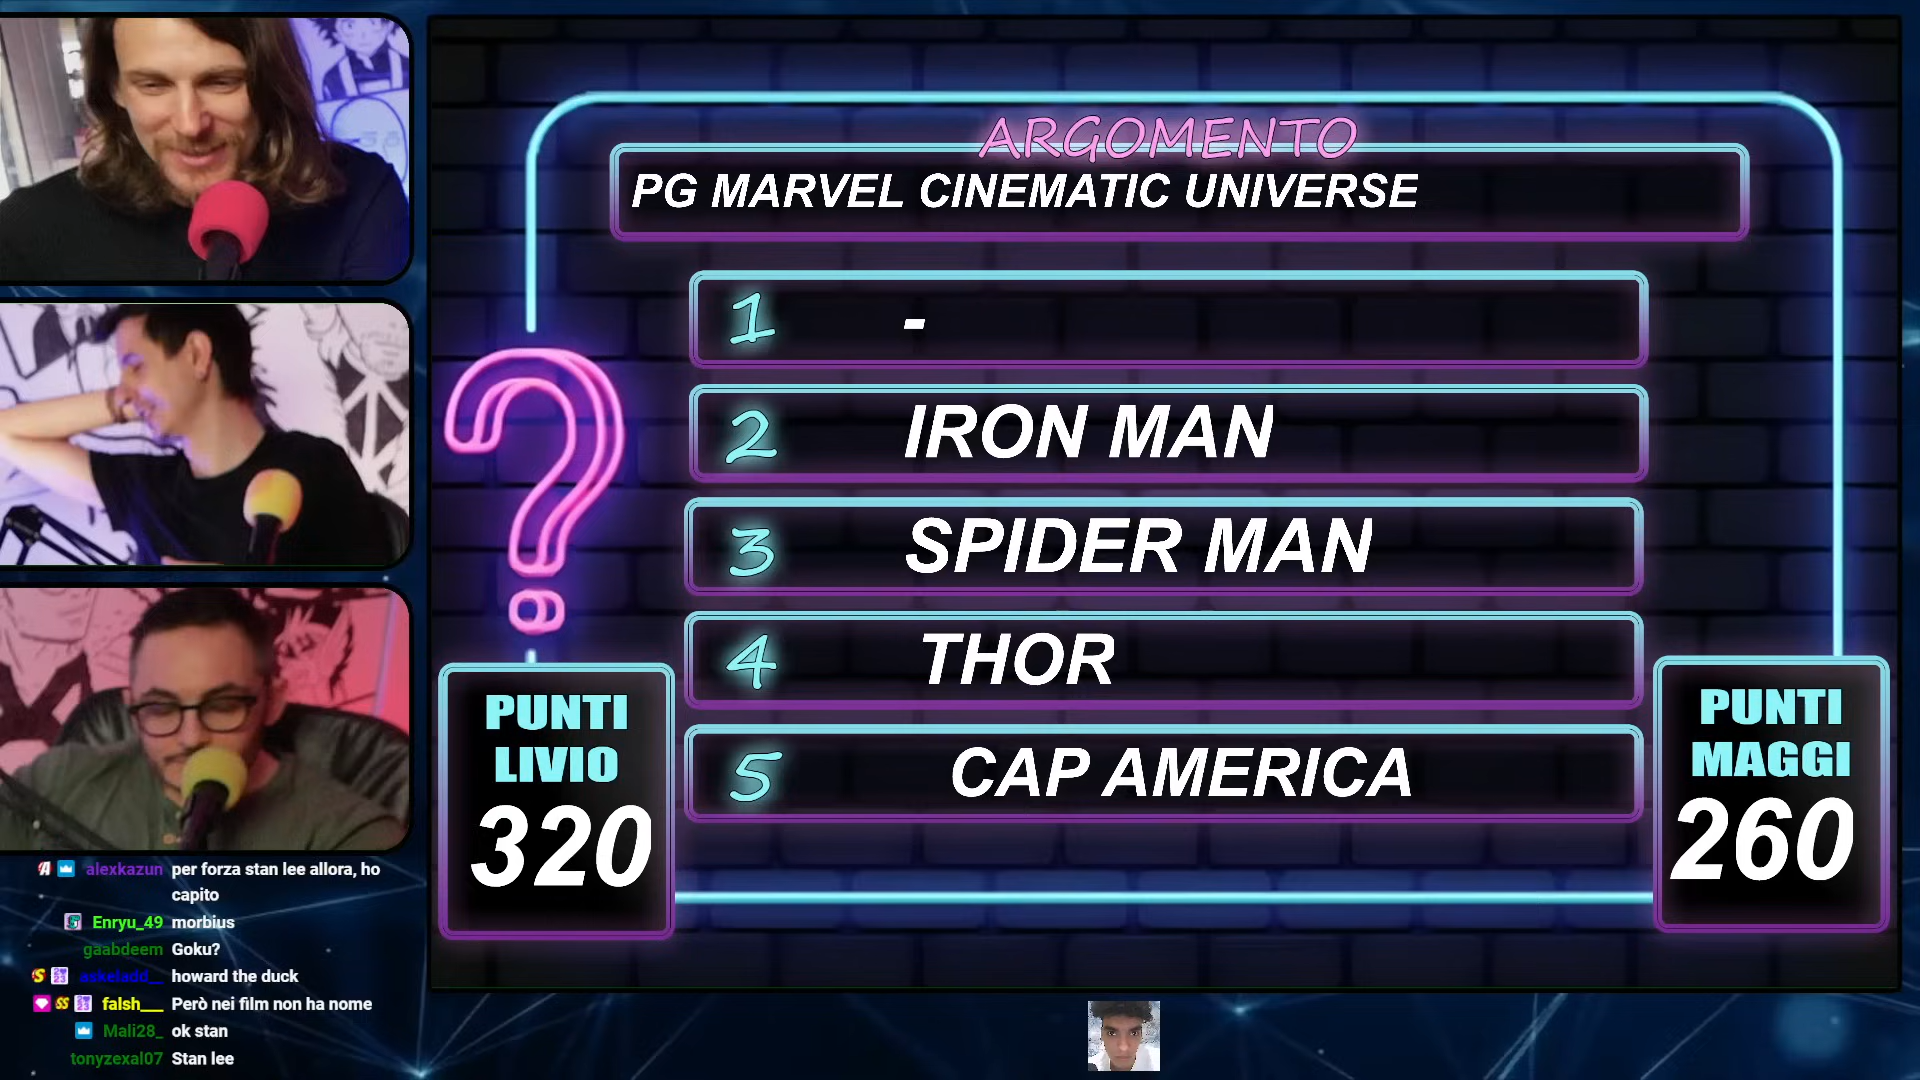 ARGOMENTO
PG MARVEL CINEMATIC UNIVERSE
1 -
2 IRON MAN
3 SPIDER MAN
4 THOR
5 CAP AMERICA
PUNTI
LIVIO
320
PUNTI
MAGGI
260
alexkazun per forza stan lee allora, ho
capito
Enryu_49 morbius
gaabdeem Goku?
askeladd__ howard the duck
falsh___ Però nei film non ha nome
Mali28_ ok stan
tonyzexal07 Stan lee